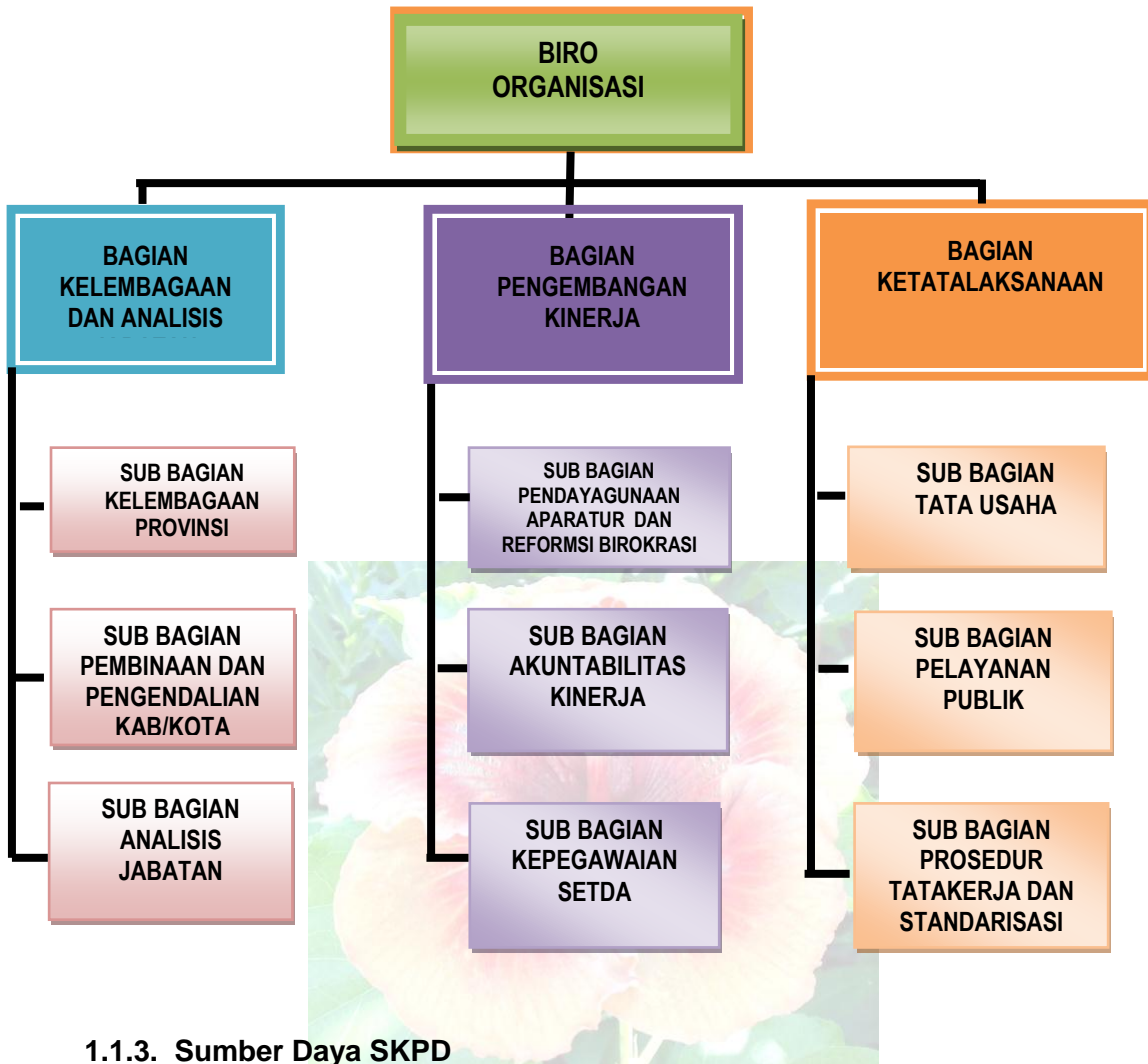 BIRO
ORGANISASI
BAGIAN
KELEMBAGAAN
DAN ANALISIS
BAGIAN
PENGEMBANGAN
KINERJA
BAGIAN
KETATALAKSANAAN
SUB BAGIAN
KELEMBAGAAN
PROVINSI
SUB BAGIAN
PEMBINAAN DAN
PENGENDALIAN
KAB/KOTA
SUB BAGIAN
ANALISIS
JABATAN
SUB BAGIAN
PENDAYAGUNAAN
APARATUR DAN
REFORMSI BIROKRASI
SUB BAGIAN
AKUNTABILITAS
KINERJA
SUB BAGIAN
KEPEGAWAIAN
SETDA
SUB BAGIAN
TATA USAHA
SUB BAGIAN
PELAYANAN
PUBLIK
SUB BAGIAN
PROSEDUR
TATAKERJA DAN
STANDARISASI
1.1.3. Sumber Daya SKPD